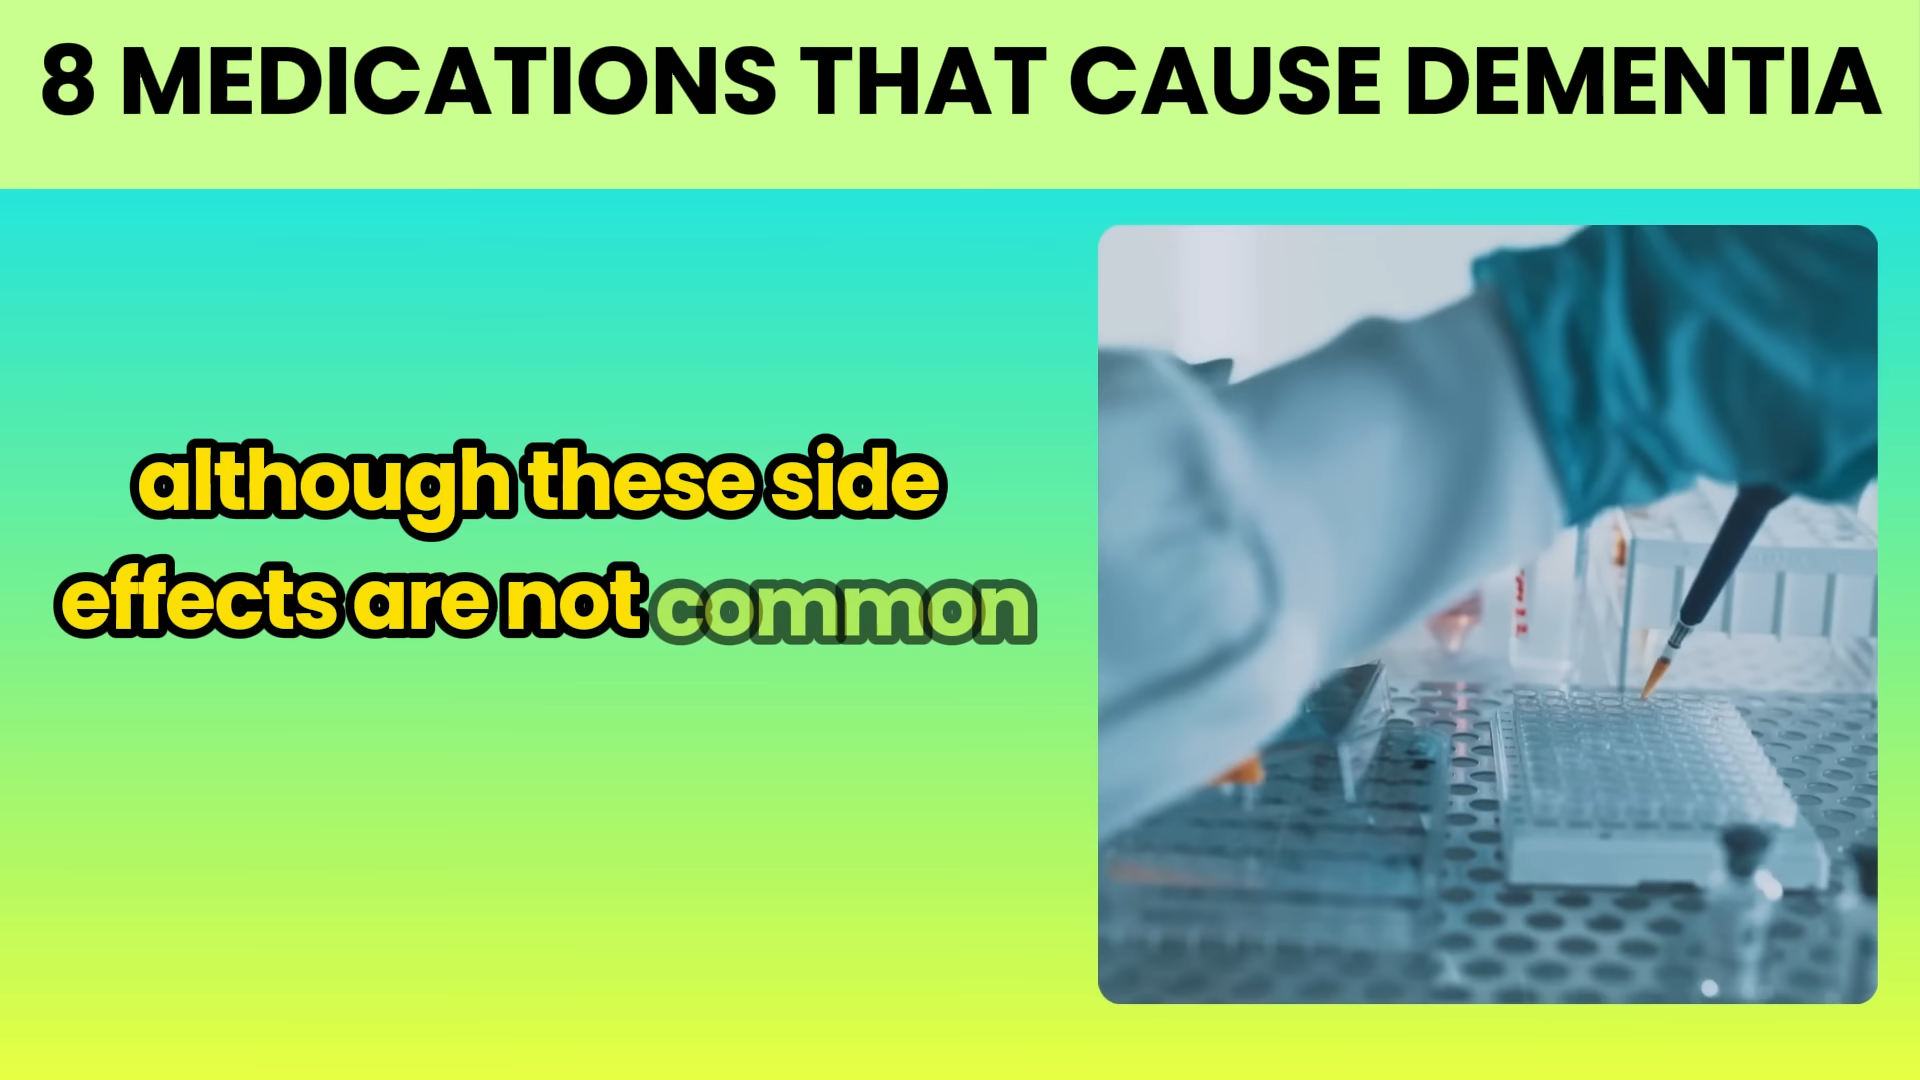 8 MEDICATIONS THAT CAUSE DEMENTIA
although these side
effects are not common